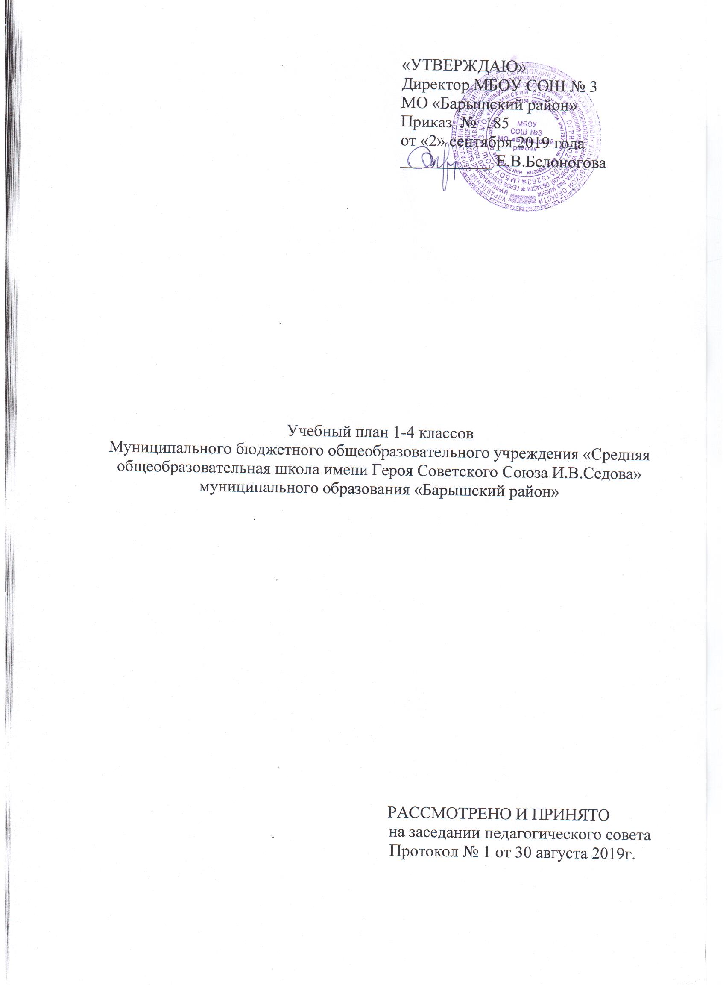 «УТВЕРЖДАЮ»
Директор МБОУ СОШ № 3
МО «Барышский район»
Приказ № 185
от «2» сентября 2019 года
Е.В.Белоногова
МБОУ
СОШ №3
МО «Барышский
район»
Учебный план 1-4 классов
Муниципального бюджетного общеобразовательного учреждения «Средняя
общеобразовательная школа имени Героя Советского Союза И.В.Седова»
муниципального образования «Барышский район»
РАССМОТРЕНО И ПРИНЯТО
на заседании педагогического совета
Протокол № 1 от 30 августа 2019г.